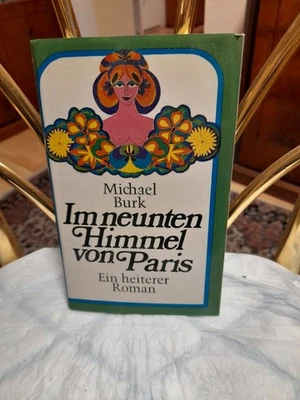 Michael
Burk
Im neunten
Himmel
von Paris
Ein heiterer
Roman